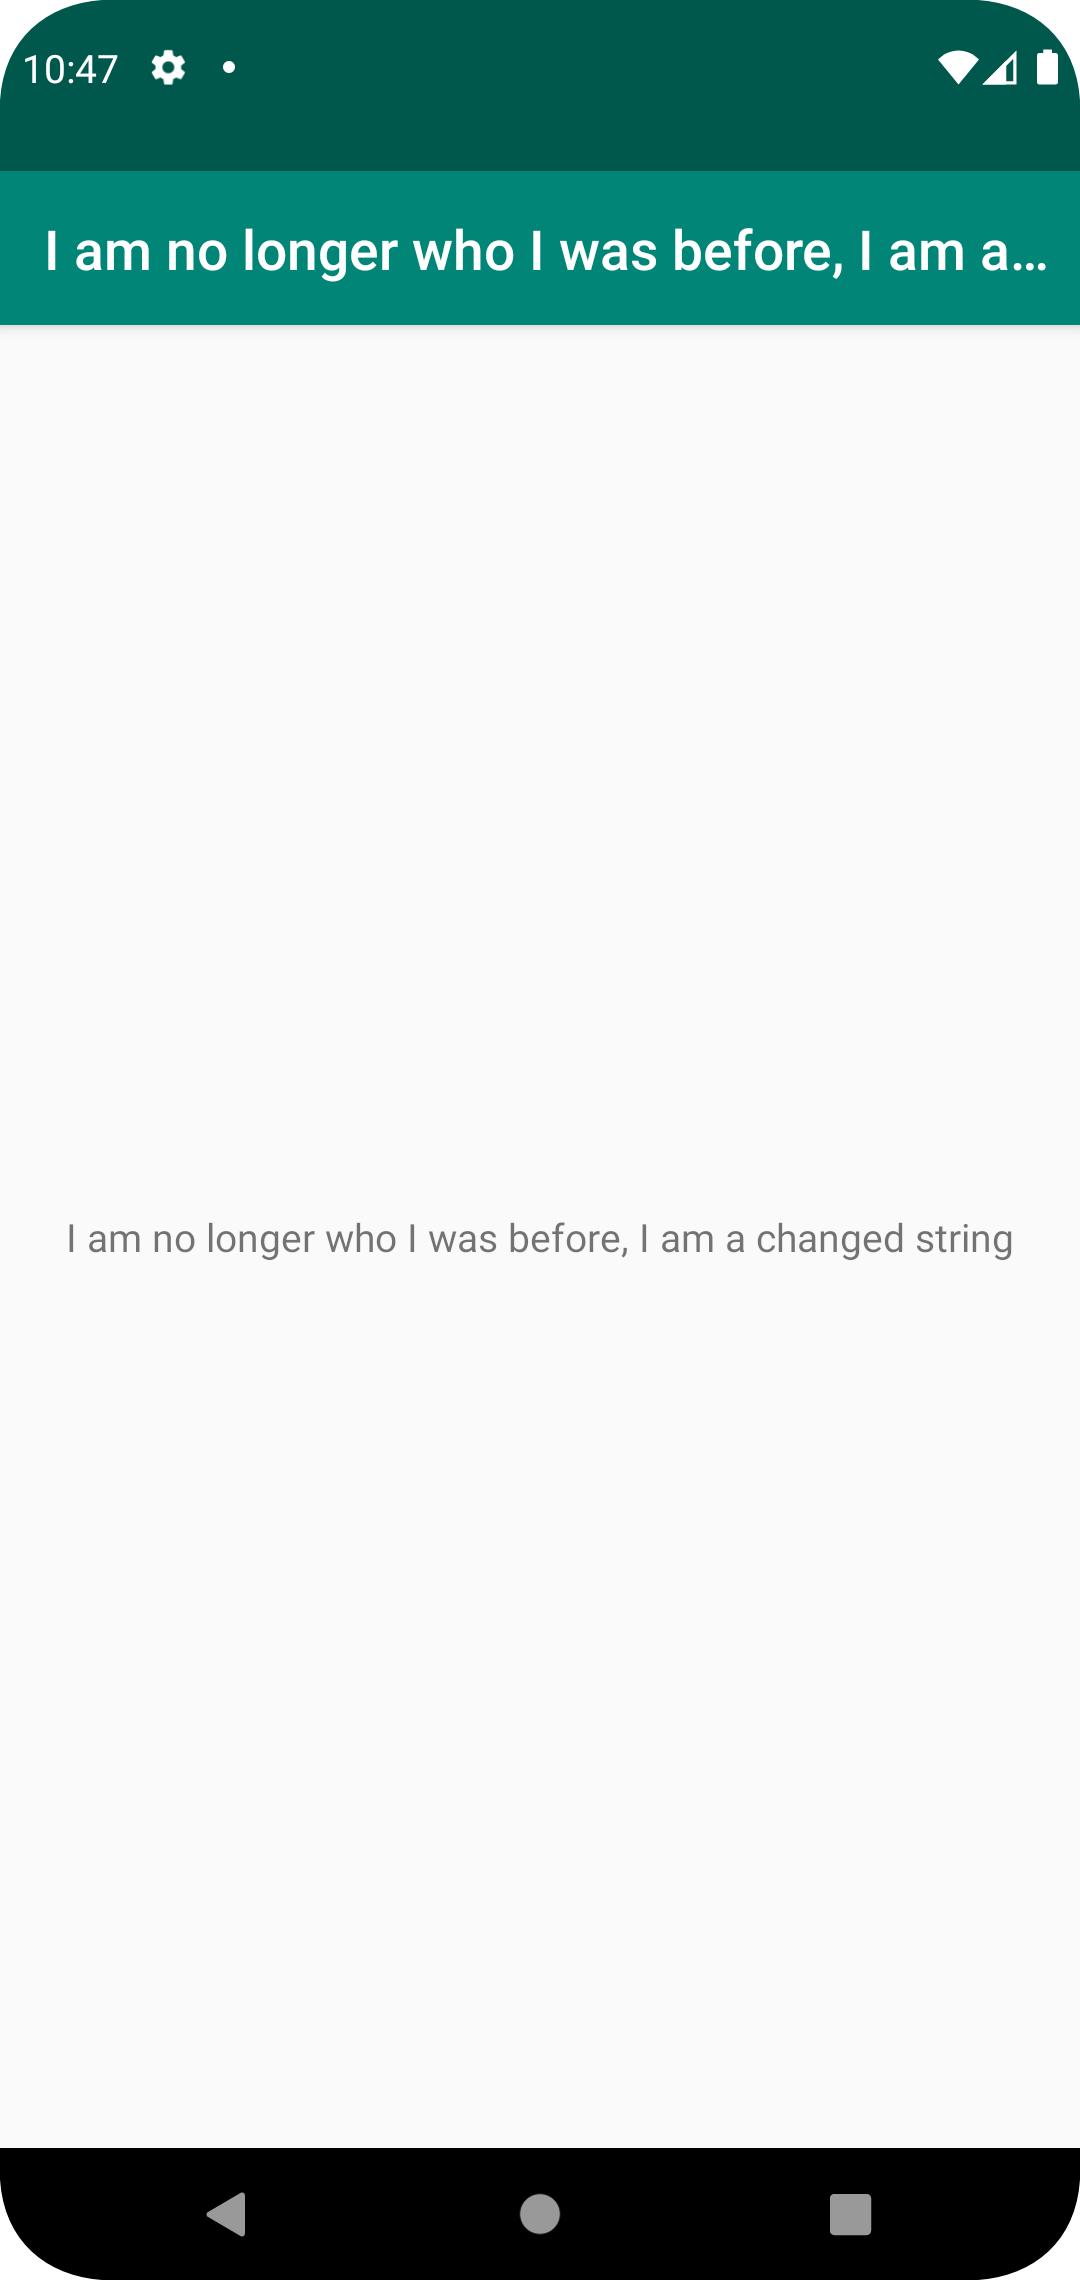 10:47
I am no longer who I was before, I am a…
I am no longer who I was before, I am a changed string